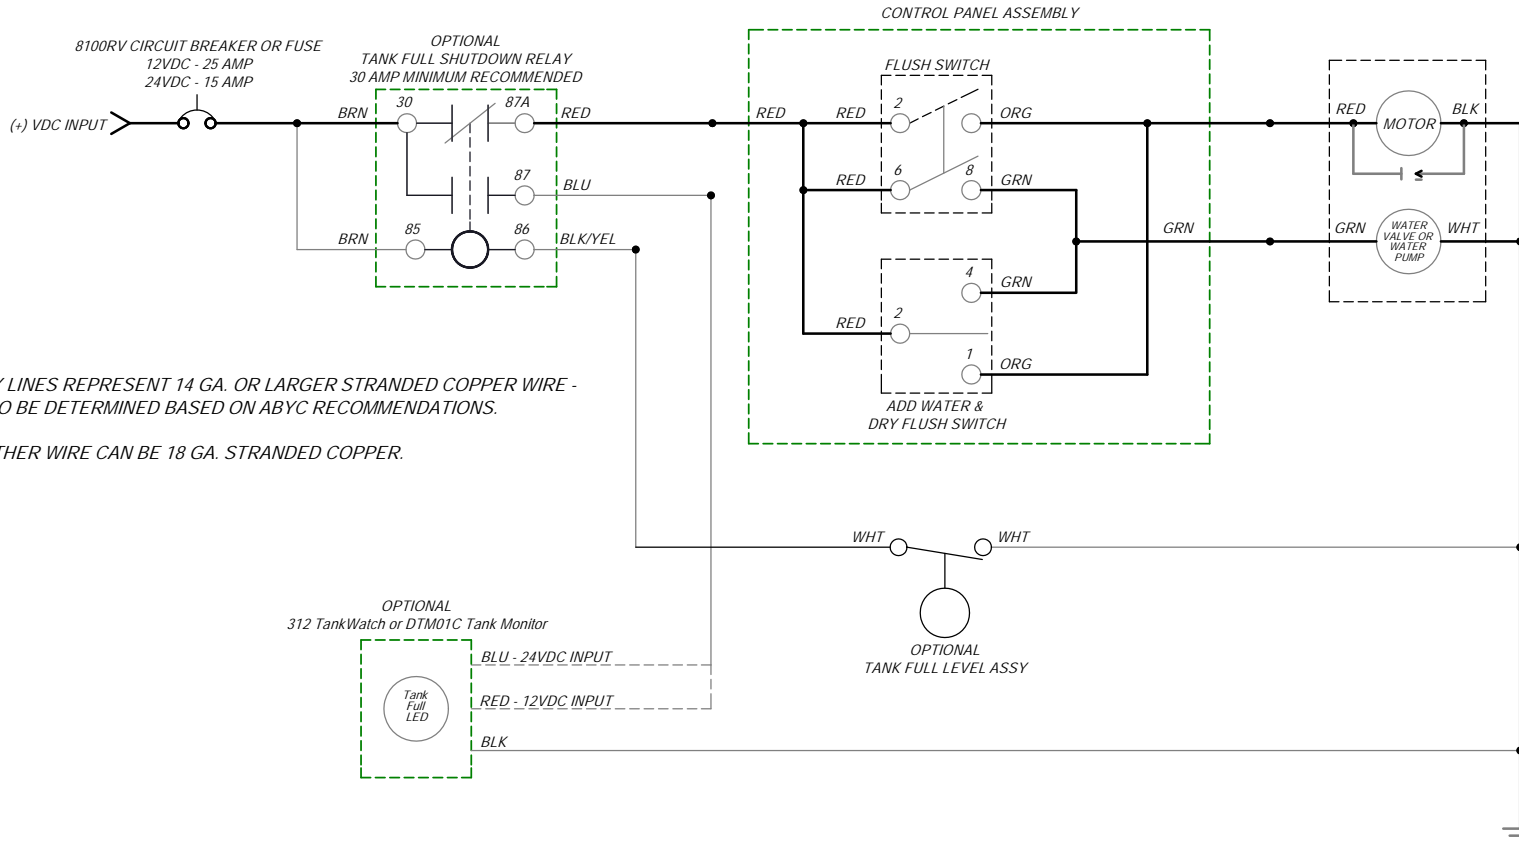 CONTROL PANEL ASSEMBLY
8100RV CIRCUIT BREAKER OR FUSE
12VDC - 25 AMP
24VDC - 15 AMP
OPTIONAL
TANK FULL SHUTDOWN RELAY
30 AMP MINIMUM RECOMMENDED
FLUSH SWITCH
(+) VDC INPUT
BRN
30
87A
RED
RED
RED
2
ORG
RED
MOTOR
BLK
87
BLU
RED
6
8
GRN
BRN
85
86
BLK/YEL
GRN
GRN
WATER
VALVE OR
WATER
PUMP
WHT
4
GRN
RED
2
1
ORG
ADD WATER &
DRY FLUSH SWITCH
LINES REPRESENT 14 GA. OR LARGER STRANDED COPPER WIRE -
O BE DETERMINED BASED ON ABYC RECOMMENDATIONS.
THER WIRE CAN BE 18 GA. STRANDED COPPER.
WHT
WHT
OPTIONAL
TANK FULL LEVEL ASSY
OPTIONAL
312 TankWatch or DTM01C Tank Monitor
Tank
Full
LED
BLU - 24VDC INPUT
RED - 12VDC INPUT
BLK